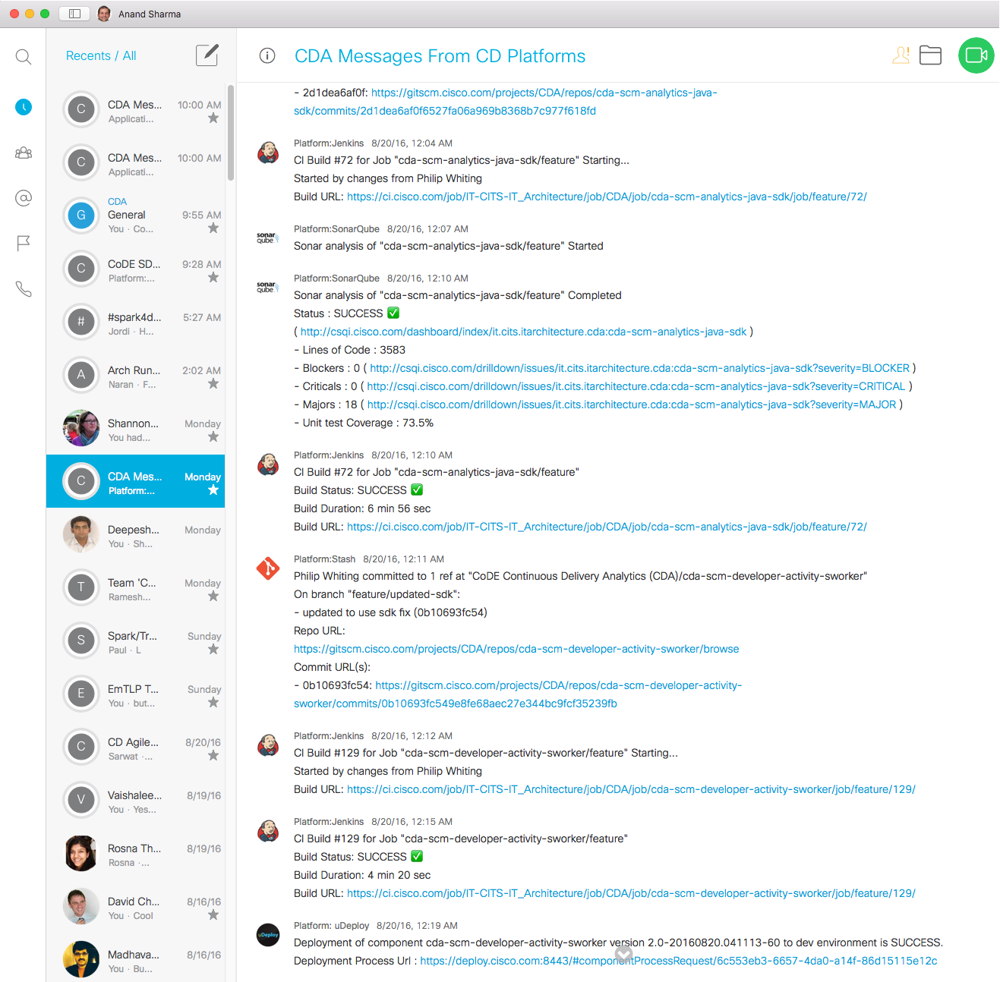 Anand Sharma
Recents / All
C
CDA Mes...
10:00 AM
Applicati...
C
CDA Mes...
10:00 AM
Applicati...
G
CDA
General
9:55 AM
You · Co...
C
CoDE SD...
9:28 AM
Platform:...
#
#spark4d...
5:27 AM
Jordi · H...
A
Arch Run...
2:02 AM
Naran · F...
Shannon...
Monday
You had...
C
CDA Mes...
Monday
Platform:...
Deepesh...
Monday
You · Sh...
T
Team 'C...
Monday
Ramesh...
S
Spark/Tr...
Sunday
Paul · L
E
EmTLP T...
Sunday
You · but...
C
CD Agile...
8/20/16
Sarwat ·...
V
Vaishalee...
8/19/16
You · Yes...
Rosna Th...
8/19/16
Rosna ·...
David Ch...
8/16/16
You · Cool
Madhava...
8/16/16
You · Bu...
CDA Messages From CD Platforms
- 2d1dea6af0f: https://gitscm.cisco.com/projects/CDA/repos/cda-scm-analytics-java-
sdk/commits/2d1dea6af0f6527fa06a969b8368b7c977f618fd
Platform:Jenkins 8/20/16, 12:04 AM
CI Build #72 for Job "cda-scm-analytics-java-sdk/feature" Starting...
Started by changes from Philip Whiting
Build URL: https://ci.cisco.com/job/IT-CITS-IT_Architecture/job/CDA/job/cda-scm-analytics-java-sdk/job/feature/72/
sonar
qube
Platform:SonarQube 8/20/16, 12:07 AM
Sonar analysis of "cda-scm-analytics-java-sdk/feature" Started
sonar
qube
Platform:SonarQube 8/20/16, 12:10 AM
Sonar analysis of "cda-scm-analytics-java-sdk/feature" Completed
Status : SUCCESS ✅
( http://csqi.cisco.com/dashboard/index/it.cits.itarchitecture.cda:cda-scm-analytics-java-sdk )
- Lines of Code : 3583
- Blockers : 0 ( http://csqi.cisco.com/drilldown/issues/it.cits.itarchitecture.cda:cda-scm-analytics-java-sdk?severity=BLOCKER )
- Criticals : 0 ( http://csqi.cisco.com/drilldown/issues/it.cits.itarchitecture.cda:cda-scm-analytics-java-sdk?severity=CRITICAL )
- Majors : 18 ( http://csqi.cisco.com/drilldown/issues/it.cits.itarchitecture.cda:cda-scm-analytics-java-sdk?severity=MAJOR )
- Unit test Coverage : 73.5%
Platform:Jenkins 8/20/16, 12:10 AM
CI Build #72 for Job "cda-scm-analytics-java-sdk/feature"
Build Status: SUCCESS ✅
Build Duration: 6 min 56 sec
Build URL: https://ci.cisco.com/job/IT-CITS-IT_Architecture/job/CDA/job/cda-scm-analytics-java-sdk/job/feature/72/
Platform:Stash 8/20/16, 12:11 AM
Philip Whiting committed to 1 ref at "CoDE Continuous Delivery Analytics (CDA)/cda-scm-developer-activity-sworker"
On branch "feature/updated-sdk":
- updated to use sdk fix (0b10693fc54)
Repo URL:
https://gitscm.cisco.com/projects/CDA/repos/cda-scm-developer-activity-sworker/browse
Commit URL(s):
- 0b10693fc54: https://gitscm.cisco.com/projects/CDA/repos/cda-scm-developer-activity-
sworker/commits/0b10693fc549e8fe68aec27e344bc9fcf35239fb
Platform:Jenkins 8/20/16, 12:12 AM
CI Build #129 for Job "cda-scm-developer-activity-sworker/feature" Starting...
Started by changes from Philip Whiting
Build URL: https://ci.cisco.com/job/IT-CITS-IT_Architecture/job/CDA/job/cda-scm-developer-activity-sworker/job/feature/129/
Platform:Jenkins 8/20/16, 12:15 AM
CI Build #129 for Job "cda-scm-developer-activity-sworker/feature"
Build Status: SUCCESS ✅
Build Duration: 4 min 20 sec
Build URL: https://ci.cisco.com/job/IT-CITS-IT_Architecture/job/CDA/job/cda-scm-developer-activity-sworker/job/feature/129/
uDeploy
Platform: uDeploy 8/20/16, 12:19 AM
Deployment of component cda-scm-developer-activity-sworker version 2.0-20160820.041113-60 to dev environment is SUCCESS.
Deployment Process Url : https://deploy.cisco.com:8443/#componentProcessRequest/6c553eb3-6657-4da0-a14f-86d15115e12c